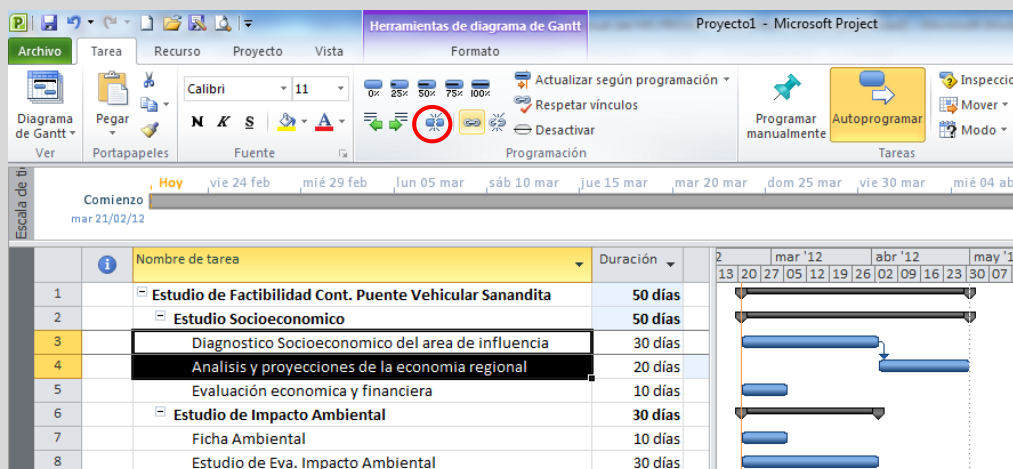 Herramientas de diagrama de Gantt
Proyecto1 - Microsoft Project
Archivo Tarea Recurso Proyecto Vista Formato
Diagrama de Gantt
Ver
Pegar
Portapapeles
Calibri 11
N K S A
Fuente
0% 25% 50% 75% 100%
Actualizar según programación
Respetar vínculos
Desactivar
Programación
Programar manualmente
Autoprogramar
Inspecció
Mover
Modo
Tareas
Escala de ti
Hoy vie 24 feb mié 29 feb lun 05 mar sáb 10 mar jue 15 mar mar 20 mar dom 25 mar vie 30 mar mié 04 ab
Comienzo
mar 21/02/12
Nombre de tarea Duración
2 mar '12 abr '12 may '1
13 20 27 05 12 19 26 02 09 16 23 30 07
1 Estudio de Factibilidad Cont. Puente Vehicular Sanandita 50 días
2 Estudio Socioeconomico 50 días
3 Diagnostico Socioeconomico del area de influencia 30 días
4 Analisis y proyecciones de la economia regional 20 días
5 Evaluación economica y financiera 10 días
6 Estudio de Impacto Ambiental 30 días
7 Ficha Ambiental 10 días
8 Estudio de Eva. Impacto Ambiental 30 días